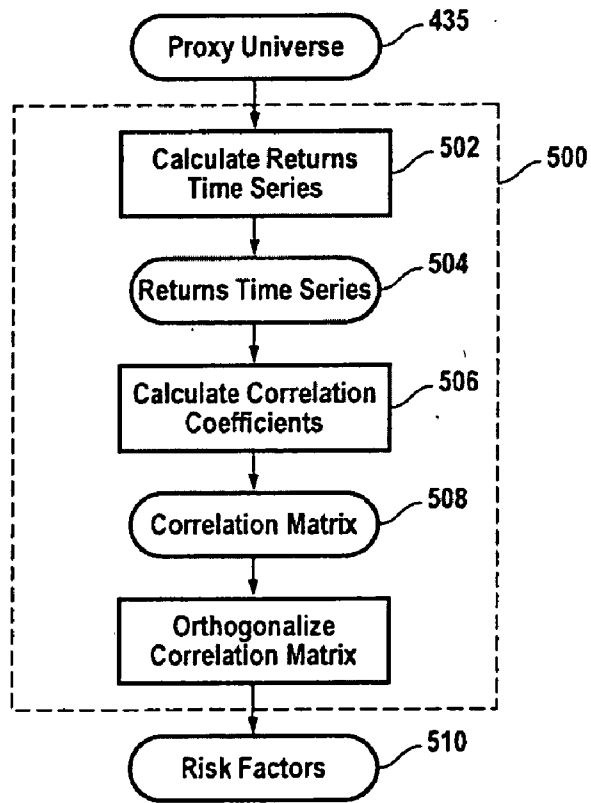 Proxy Universe
435
Calculate Returns
Time Series
502
500
Returns Time Series
504
Calculate Correlation
Coefficients
506
Correlation Matrix
508
Orthogonalize
Correlation Matrix
Risk Factors
510